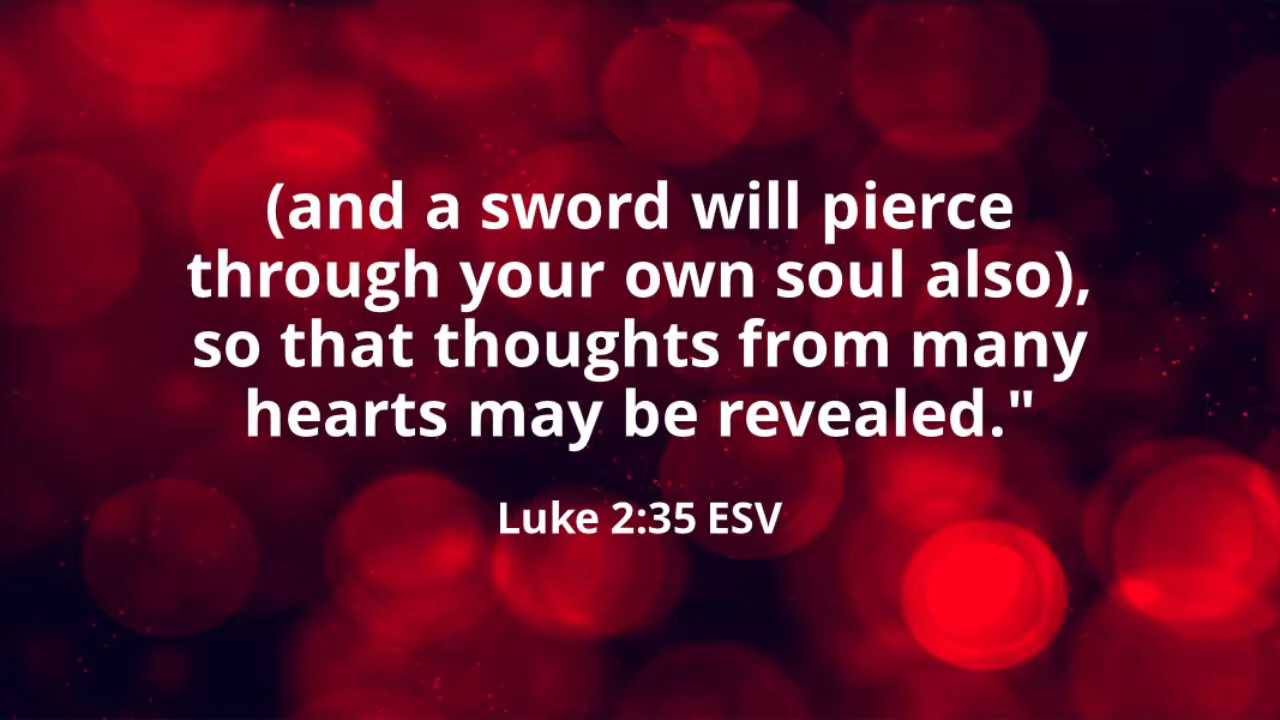 (and a sword will pierce
through your own soul also),
so that thoughts from many
hearts may be revealed."
Luke 2:35 ESV